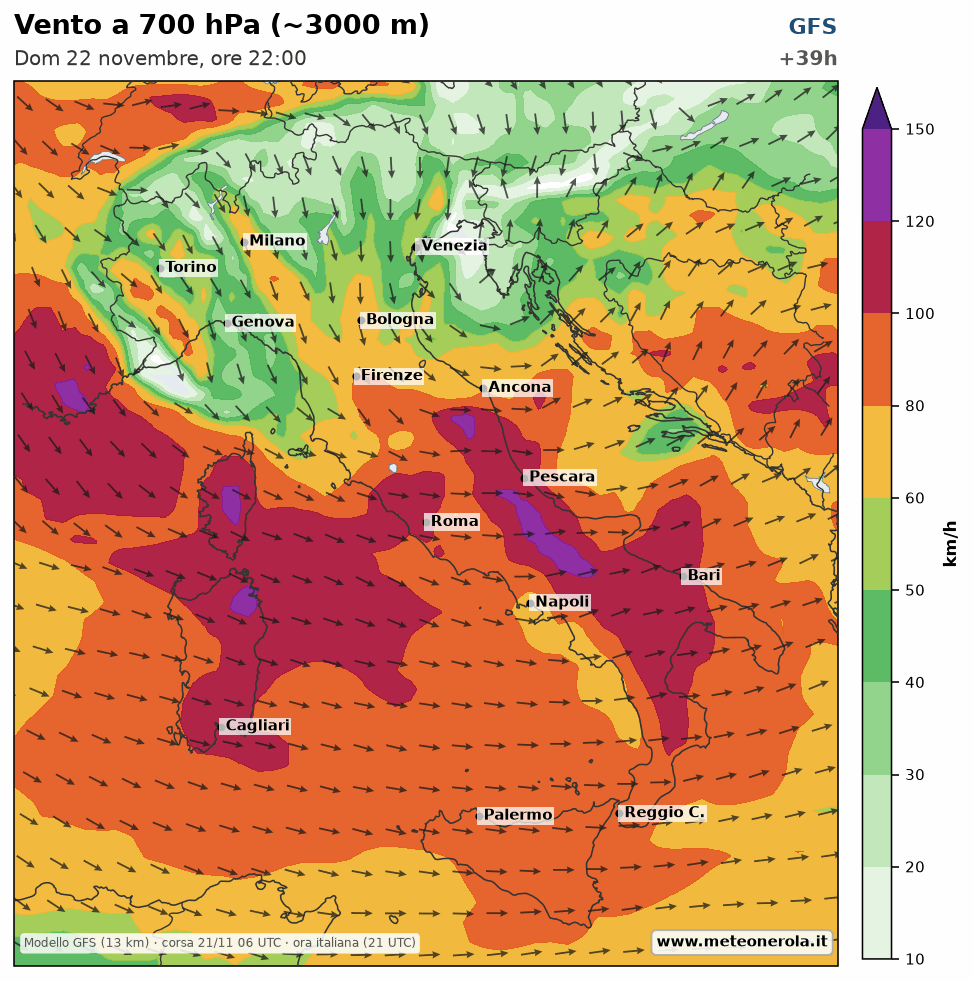 Vento a 700 hPa (~3000 m)
GFS
Dom 22 novembre, ore 22:00
+39h
150
120
100
80
60
50
40
30
20
10
km/h
Milano
Venezia
Torino
Genova
Bologna
Firenze
Ancona
Pescara
Roma
Bari
Napoli
Cagliari
Palermo
Reggio C.
Modello GFS (13 km) · corsa 21/11 06 UTC · ora italiana (21 UTC)
www.meteonerola.it